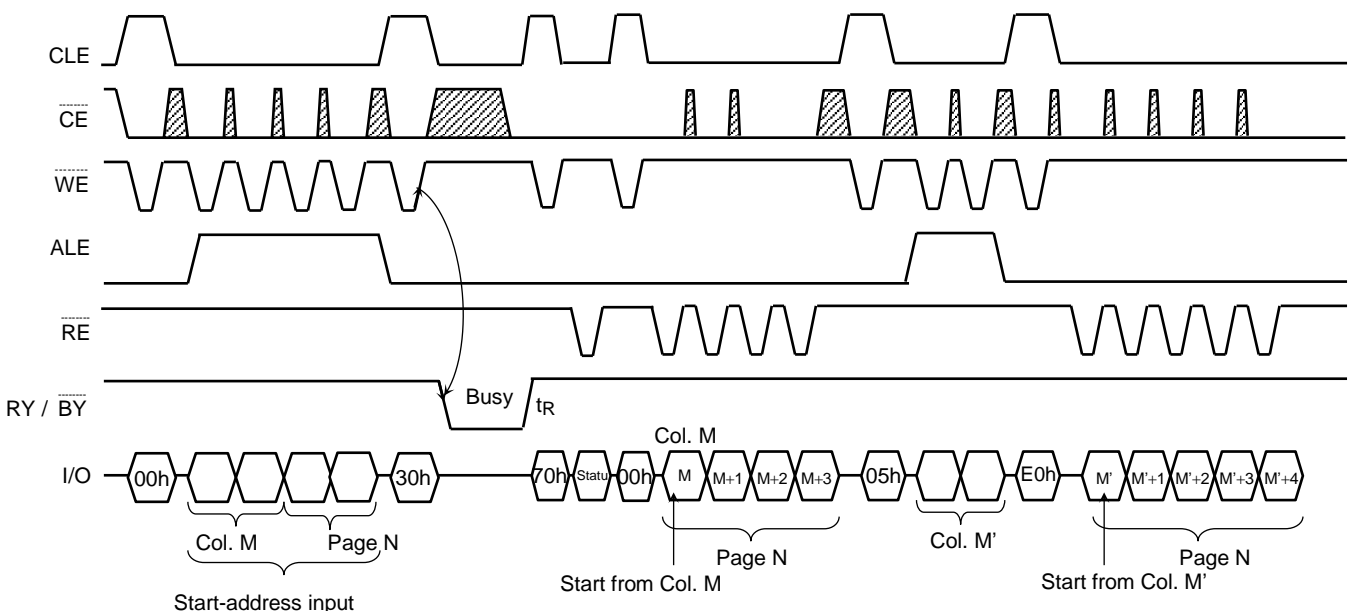 CLE
CE
WE
ALE
RE
RY / BY
Busy
tR
Col. M
I/O
00h
30h
70h
Statu
00h
M
M+1
M+2
M+3
05h
E0h
M'
M'+1
M'+2
M'+3
M'+4
Col. M
Page N
Page N
Col. M'
Page N
Start from Col. M
Start from Col. M'
Start-address input